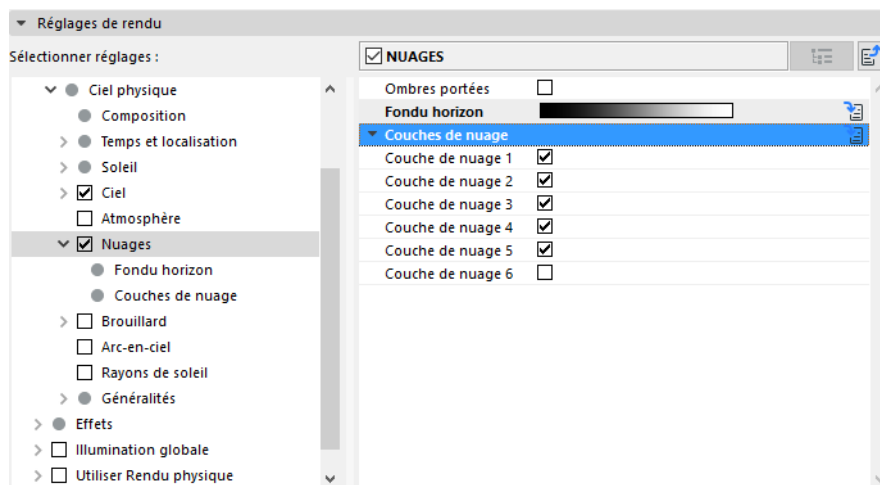 Réglages de rendu
Sélectionner réglages :
Ciel physique
Composition
Temps et localisation
Soleil
Ciel
Atmosphère
Nuages
Fondu horizon
Couches de nuage
Brouillard
Arc-en-ciel
Rayons de soleil
Généralités
Effets
Illumination globale
Utiliser Rendu physique
NUAGES
Ombres portées
Fondu horizon
Couches de nuage
Couche de nuage 1
Couche de nuage 2
Couche de nuage 3
Couche de nuage 4
Couche de nuage 5
Couche de nuage 6